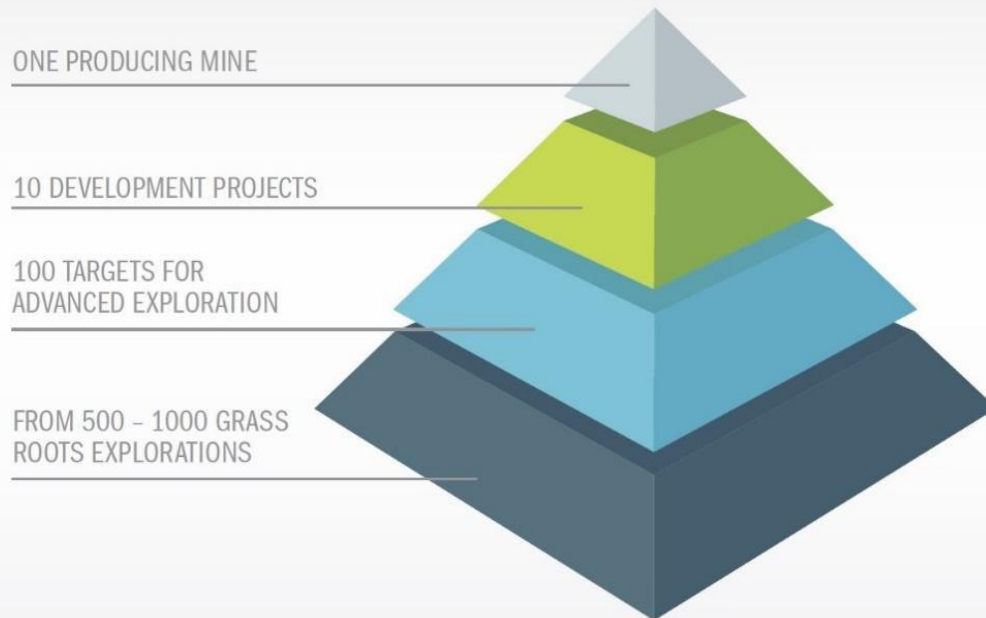 ONE PRODUCING MINE
10 DEVELOPMENT PROJECTS
100 TARGETS FOR
ADVANCED EXPLORATION
FROM 500 – 1000 GRASS
ROOTS EXPLORATIONS